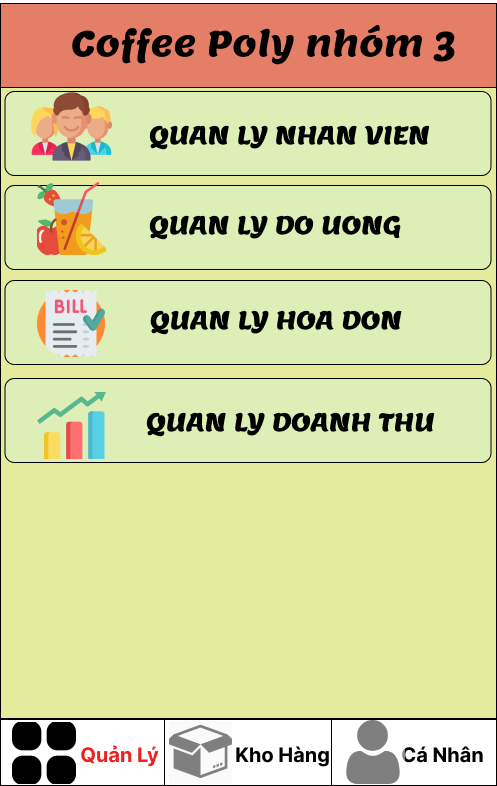 Coffee Poly nhóm 3
QUAN LY NHAN VIEN
QUAN LY DO UONG
BILL
QUAN LY HOA DON
QUAN LY DOANH THU
Quản Lý
Kho Hàng
Cá Nhân